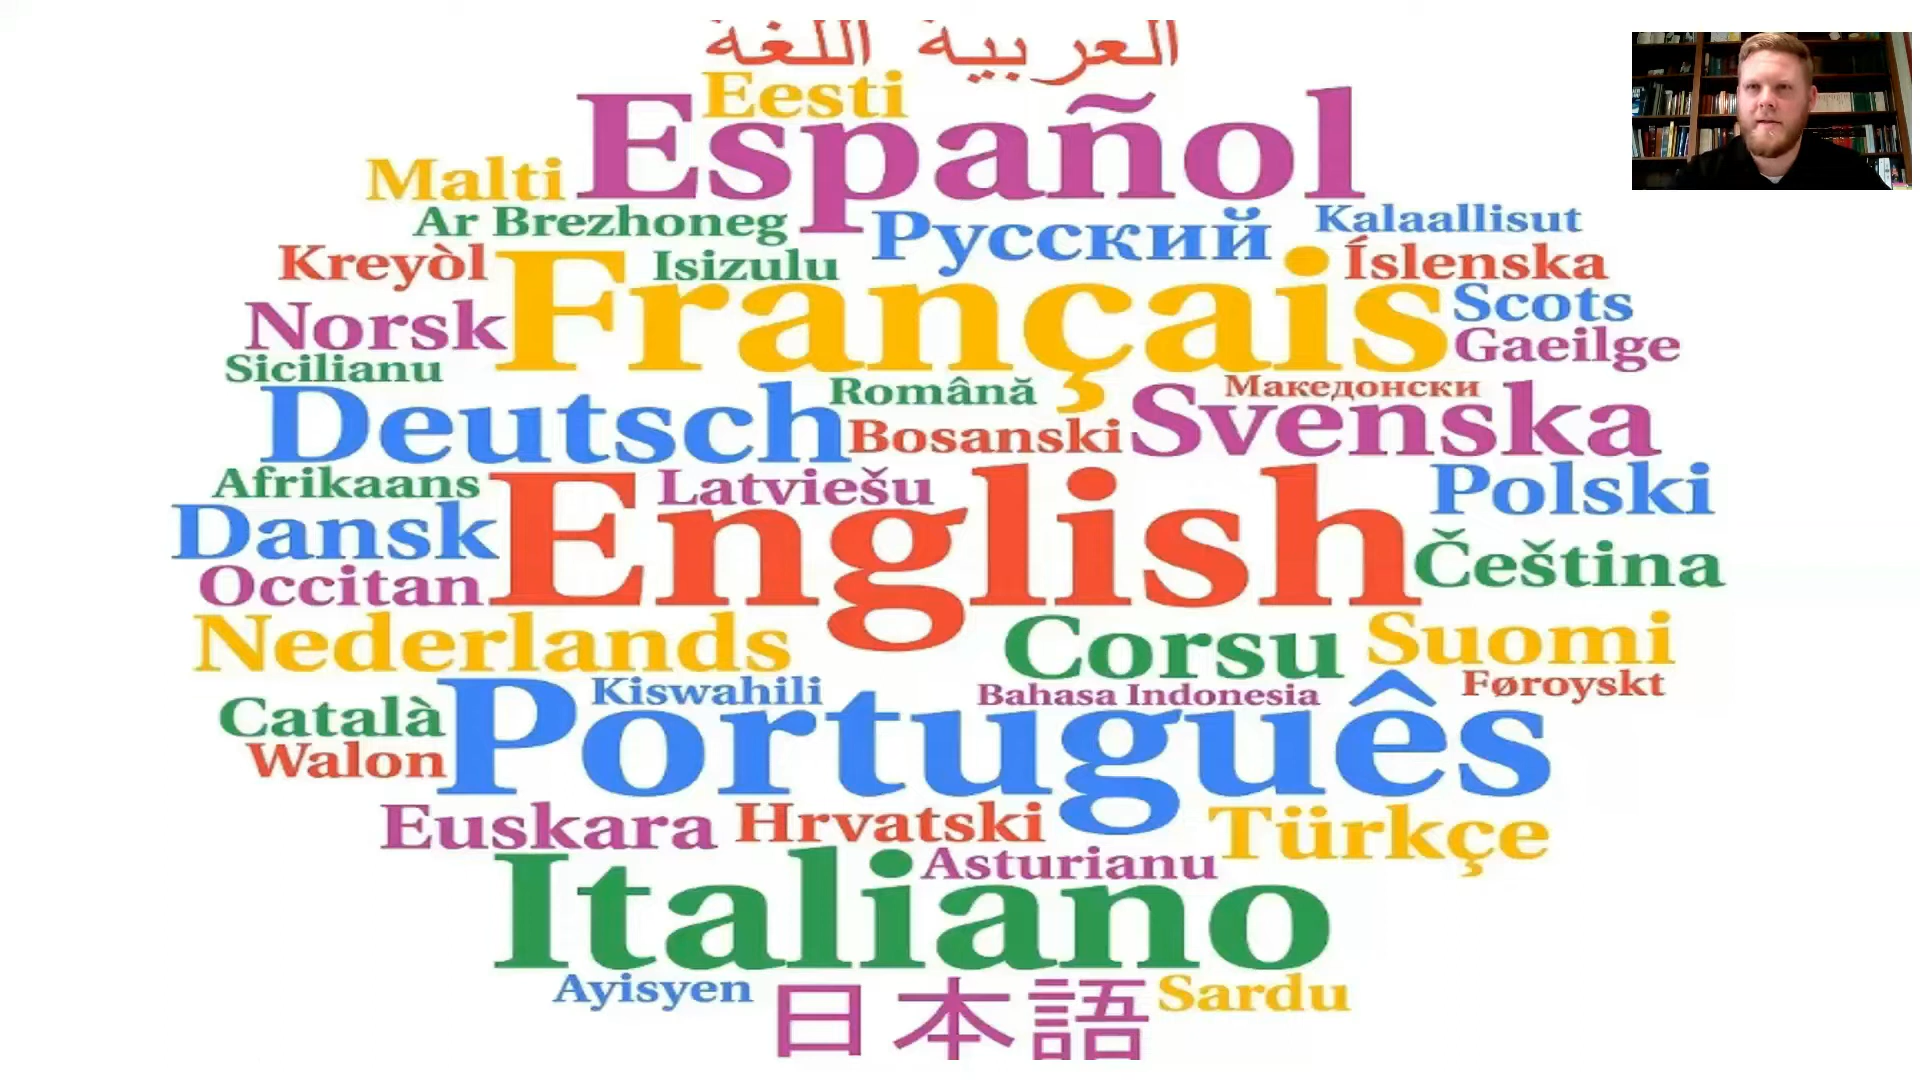 العربية اللغة
Eesti
Español
Malti
Ar Brezhoneg
Русский
Kalaallisut
Kreyòl
Isizulu
Íslenska
Français
Scots
Norsk
Gaeilge
Sicilianu
Română
Македонски
Deutsch
Bosanski
Svenska
Afrikaans
Latviešu
Polski
Dansk
English
Čeština
Occitan
Nederlands
Corsu
Suomi
Kiswahili
Bahasa Indonesia
Føroyskt
Català
Português
Walon
Euskara
Hrvatski
Türkçe
Asturianu
Italiano
Ayisyen
日本語
Sardu